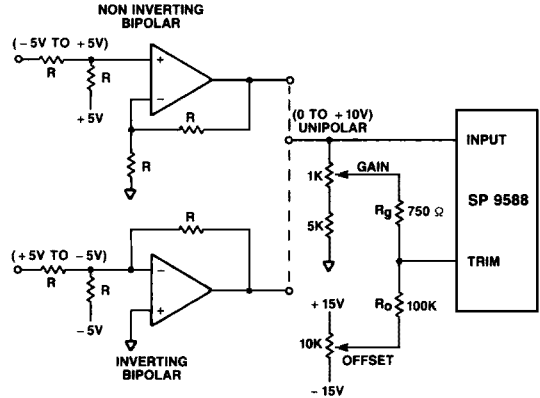 NON INVERTING
BIPOLAR
(−5V TO +5V)
R
R
+5V
+
−
R
R
(0 TO +10V)
UNIPOLAR
INPUT
1K
GAIN
SP 9588
5K
Rg 750 Ω
TRIM
(+5V TO −5V)
R
R
−5V
R
−
+
INVERTING
BIPOLAR
+15V
Ro 100K
10K
OFFSET
−15V